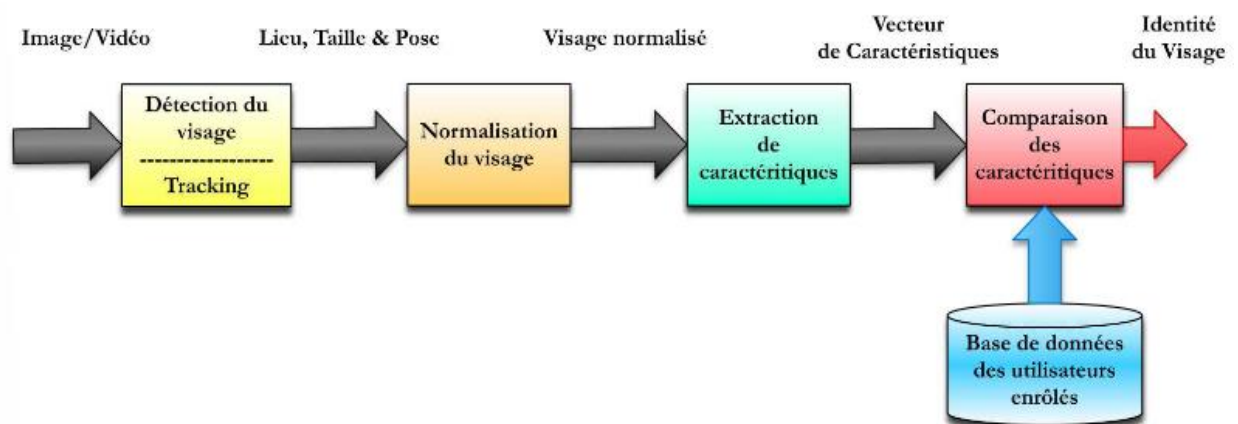 Image/Vidéo
Lieu, Taille & Pose
Visage normalisé
Vecteur
de Caractéristiques
Identité
du Visage
Détection du
visage
------------------
Tracking
Normalisation
du visage
Extraction
de
caractéritiques
Comparaison
des
caractéritiques
Base de données
des utilisateurs
enrôlés